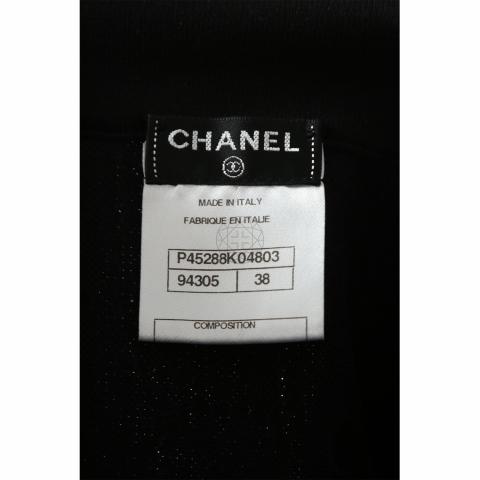 CHANEL
MADE IN ITALY
FABRIQUE EN ITALIE
P45288K04803
94305 38
COMPOSITION